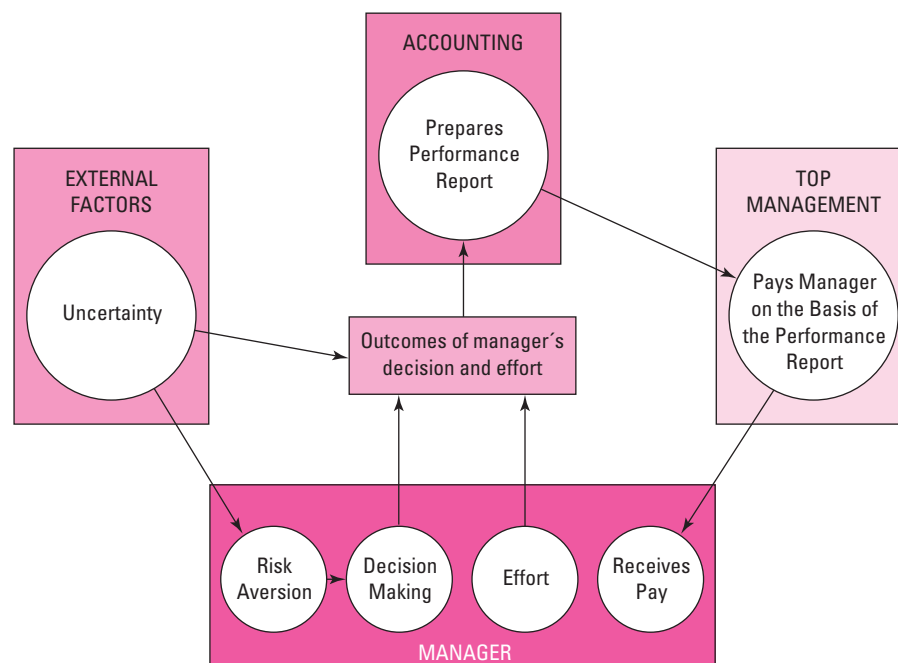 ACCOUNTING
Prepares
Performance
Report
EXTERNAL
FACTORS
Uncertainty
TOP
MANAGEMENT
Pays Manager
on the Basis of
the Performance
Report
Outcomes of manager´s
decision and effort
Risk
Aversion
Decision
Making
Effort
Receives
Pay
MANAGER